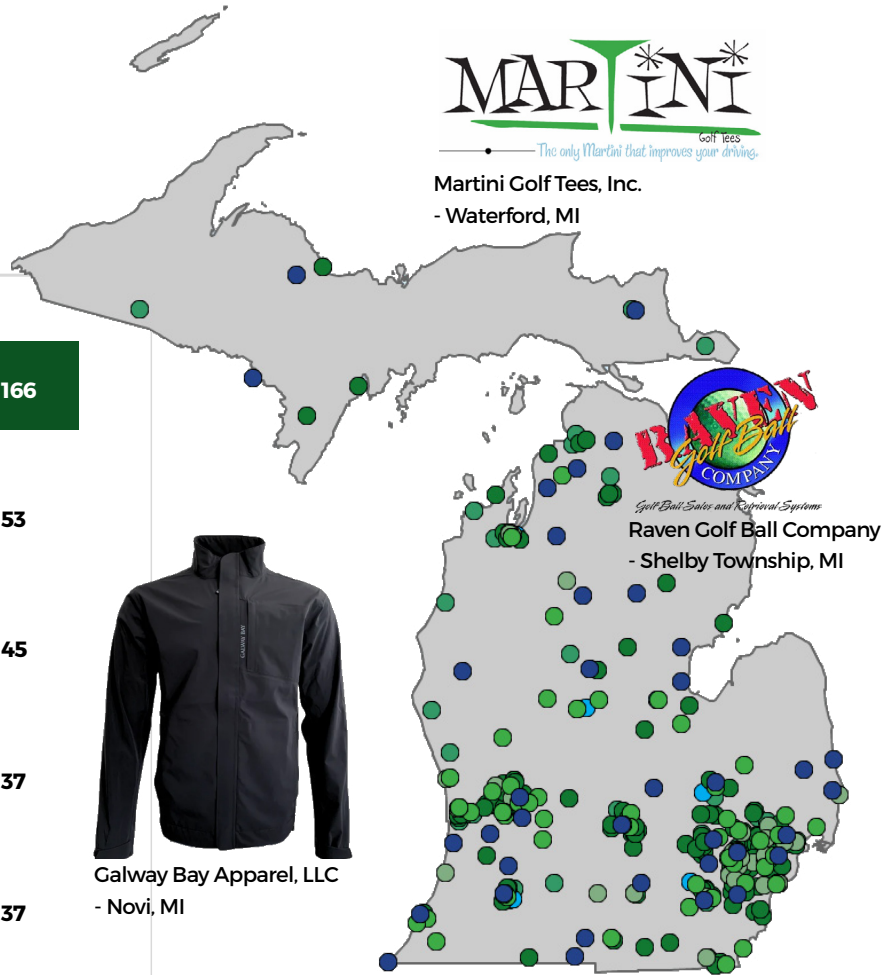 MARTiNi
Golf Tees
The only Martini that improves your driving.
Martini Golf Tees, Inc.
- Waterford, MI
166
RAVEN
Golf Ball
COMPANY
Golf Ball Sales and Retrieval Systems
Raven Golf Ball Company
- Shelby Township, MI
53
GALWAY BAY
45
37
Galway Bay Apparel, LLC
- Novi, MI
37